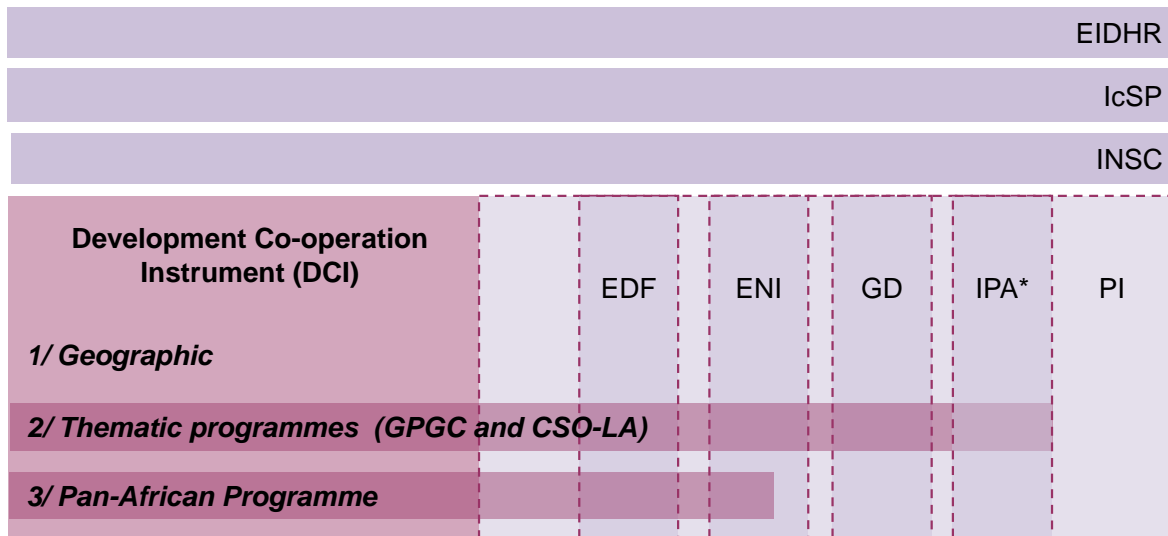 EIDHR
IcSP
INSC
Development Co-operation
Instrument (DCI)
EDF
ENI
GD
IPA*
PI
1/ Geographic
2/ Thematic programmes (GPGC and CSO-LA)
3/ Pan-African Programme